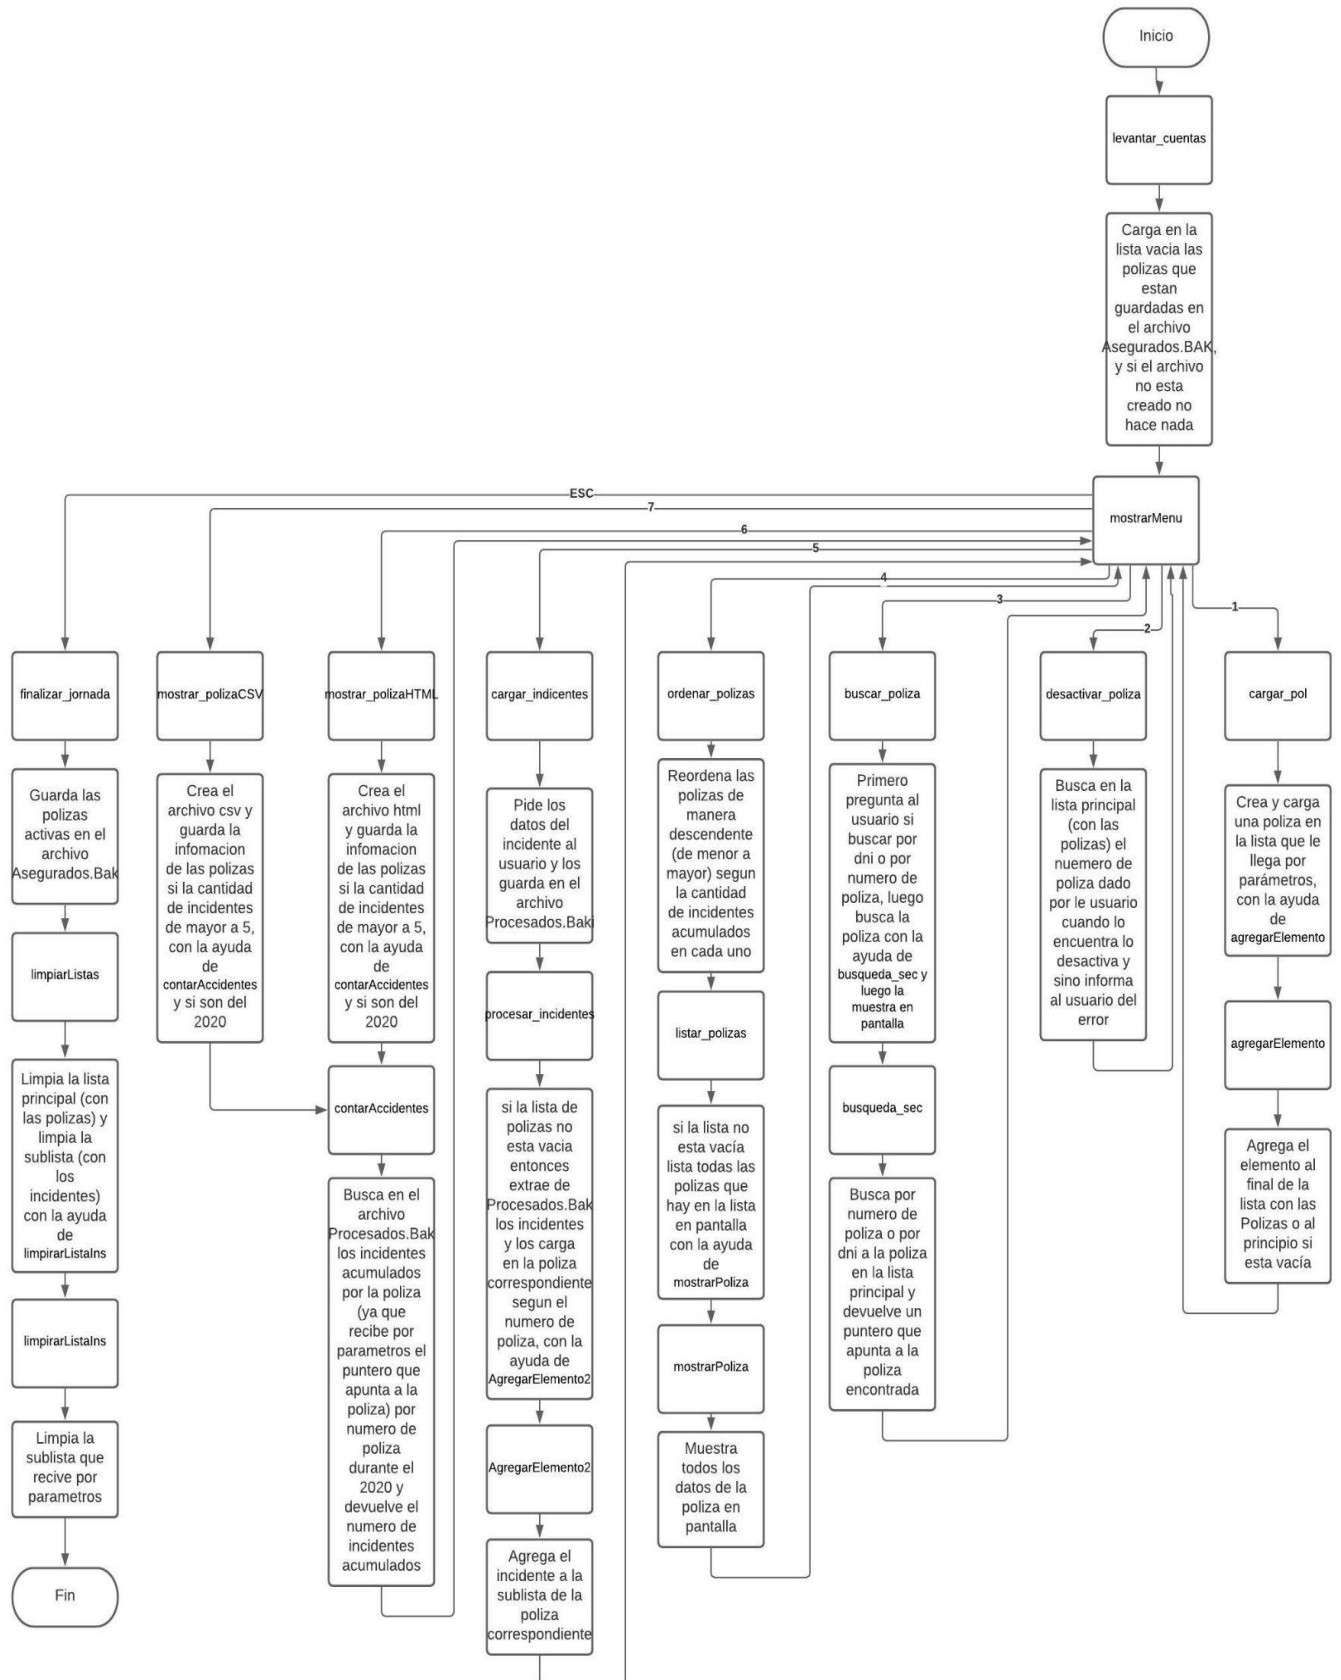 Inicio
levantar_cuentas
Carga en la
lista vacia las
polizas que
estan
guardadas en
el archivo
Asegurados.BAK,
y si el archivo
no esta
creado no
hace nada
mostrarMenu
ESC
7
6
5
4
3
2
1
finalizar_jornada
Guarda las
polizas
activas en el
archivo
Asegurados.Bak
limpiarListas
Limpia la lista
principal (con
las polizas) y
limpia la
sublista (con
los
incidentes)
con la ayuda
de
limpirarListaIns
limpirarListaIns
Limpia la
sublista que
recive por
parametros
Fin
mostrar_polizaCSV
Crea el
archivo csv y
guarda la
infomacion
de las polizas
si la cantidad
de incidentes
de mayor a 5,
con la ayuda
de
contarAccidentes
y si son del
2020
mostrar_polizaHTML
Crea el
archivo html
y guarda la
infomacion
de las polizas
si la cantidad
de incidentes
de mayor a 5,
con la ayuda
de
contarAccidentes
y si son del
2020
contarAccidentes
Busca en el
archivo
Procesados.Bak
los incidentes
acumulados
por la poliza
(ya que
recibe por
parametros el
puntero que
apunta a la
poliza) por
numero de
poliza
durante el
2020 y
devuelve el
numero de
incidentes
acumulados
cargar_indicentes
Pide los
datos del
incidente al
usuario y los
guarda en el
archivo
Procesados.Baki
procesar_incidentes
si la lista de
polizas no
esta vacia
entonces
extrae de
Procesados.Bak
los incidentes
y los carga
en la poliza
correspondiente
segun el
numero de
poliza, con la
ayuda de
AgregarElemento2
AgregarElemento2
Agrega el
incidente a la
sublista de la
poliza
correspondiente
ordenar_polizas
Reordena las
polizas de
manera
descendente
(de menor a
mayor) segun
la cantidad
de incidentes
acumulados
en cada uno
listar_polizas
si la lista no
esta vacía
lista todas las
polizas que
hay en la lista
en pantalla
con la ayuda
de
mostrarPoliza
mostrarPoliza
Muestra
todos los
datos de la
poliza en
pantalla
buscar_poliza
Primero
pregunta al
usuario si
buscar por
dni o por
numero de
poliza, luego
busca la
poliza con la
ayuda de
busqueda_sec y
luego la
muestra en
pantalla
busqueda_sec
Busca por
numero de
poliza o por
dni a la poliza
en la lista
principal y
devuelve un
puntero que
apunta a la
poliza
encontrada
desactivar_poliza
Busca en la
lista principal
(con las
polizas) el
nuemero de
poliza dado
por le usuario
cuando lo
encuentra lo
desactiva y
sino informa
al usuario del
error
cargar_pol
Crea y carga
una poliza en
la lista que le
llega por
parámetros,
con la ayuda
de
agregarElemento
agregarElemento
Agrega el
elemento al
final de la
lista con las
Polizas o al
principio si
esta vacía